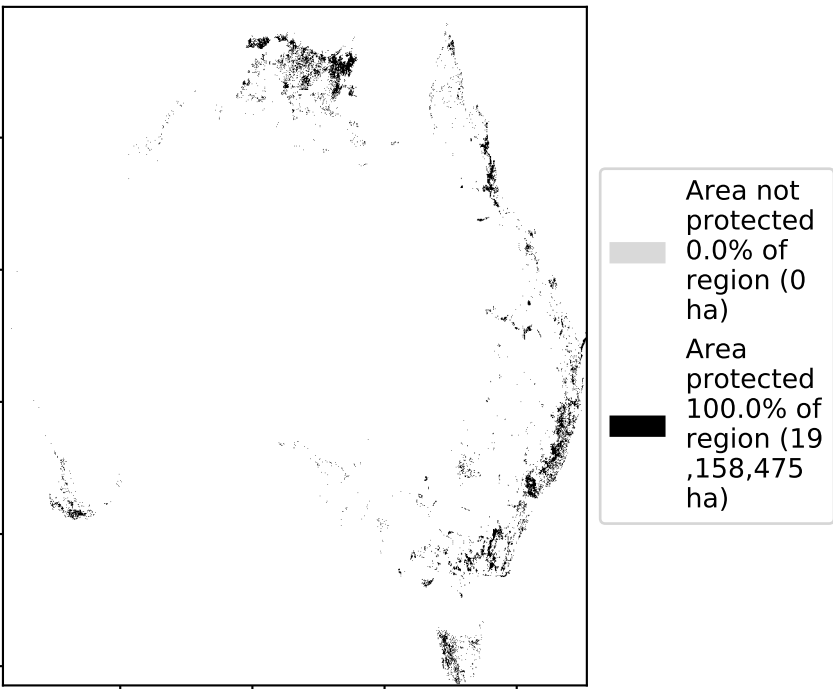 Area not
protected
0.0% of
region (0
ha)
Area
protected
100.0% of
region (19
,158,475
ha)